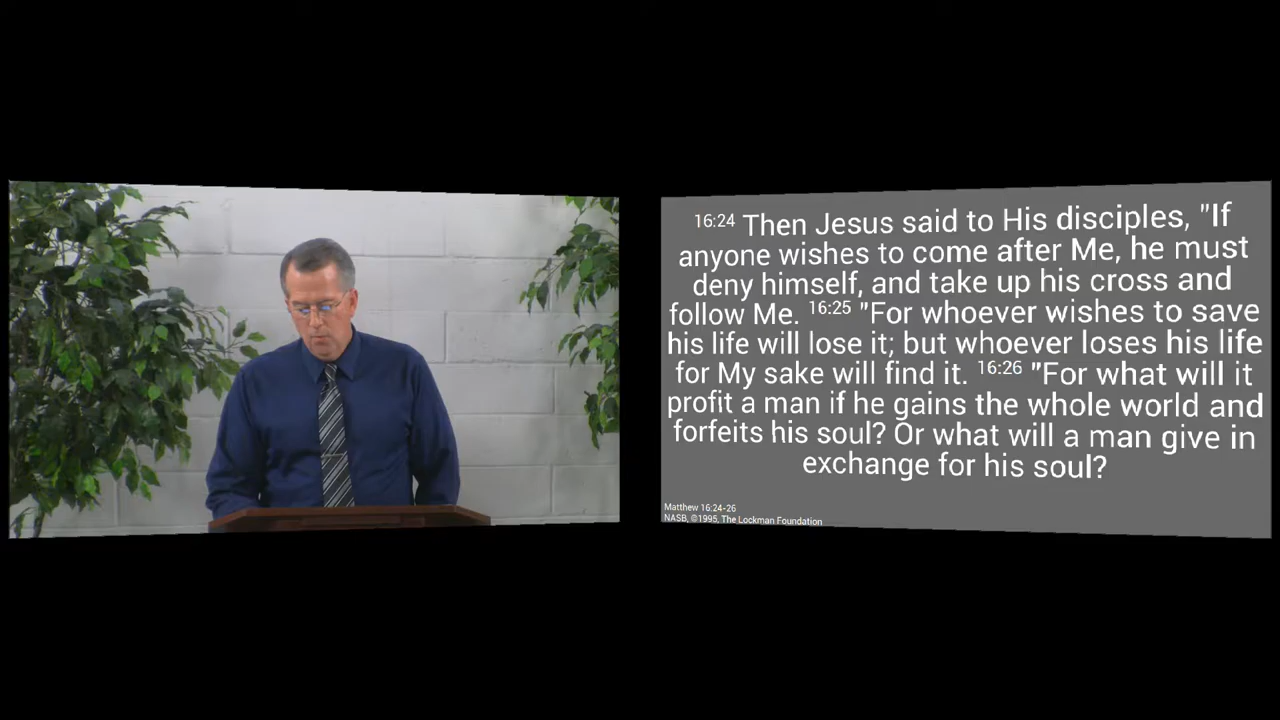 16:24 Then Jesus said to His disciples, "If
anyone wishes to come after Me, he must
deny himself, and take up his cross and
follow Me. 16:25 "For whoever wishes to save
his life will lose it; but whoever loses his life
for My sake will find it. 16:26 "For what will it
profit a man if he gains the whole world and
forfeits his soul? Or what will a man give in
exchange for his soul?
Matthew 16:24-26
NASB, ©1995, The Lockman Foundation